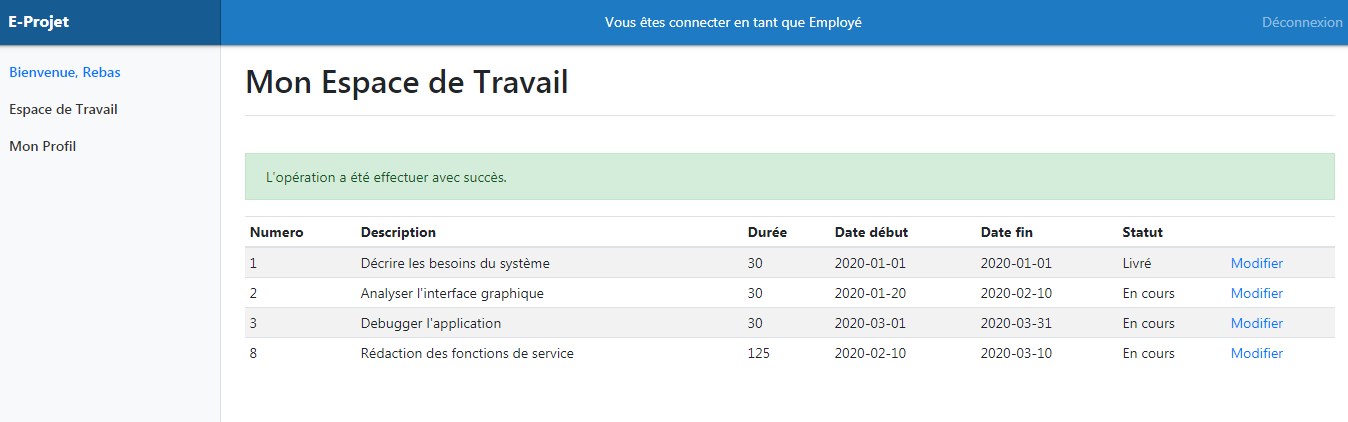 E-Projet
Vous êtes connecter en tant que Employé
Déconnexion
Bienvenue, Rebas
Espace de Travail
Mon Profil
Mon Espace de Travail
L'opération a été effectuer avec succès.
Numero Description Durée Date début Date fin Statut
1 Décrire les besoins du système 30 2020-01-01 2020-01-01 Livré Modifier
2 Analyser l'interface graphique 30 2020-01-20 2020-02-10 En cours Modifier
3 Debugger l'application 30 2020-03-01 2020-03-31 En cours Modifier
8 Rédaction des fonctions de service 125 2020-02-10 2020-03-10 En cours Modifier